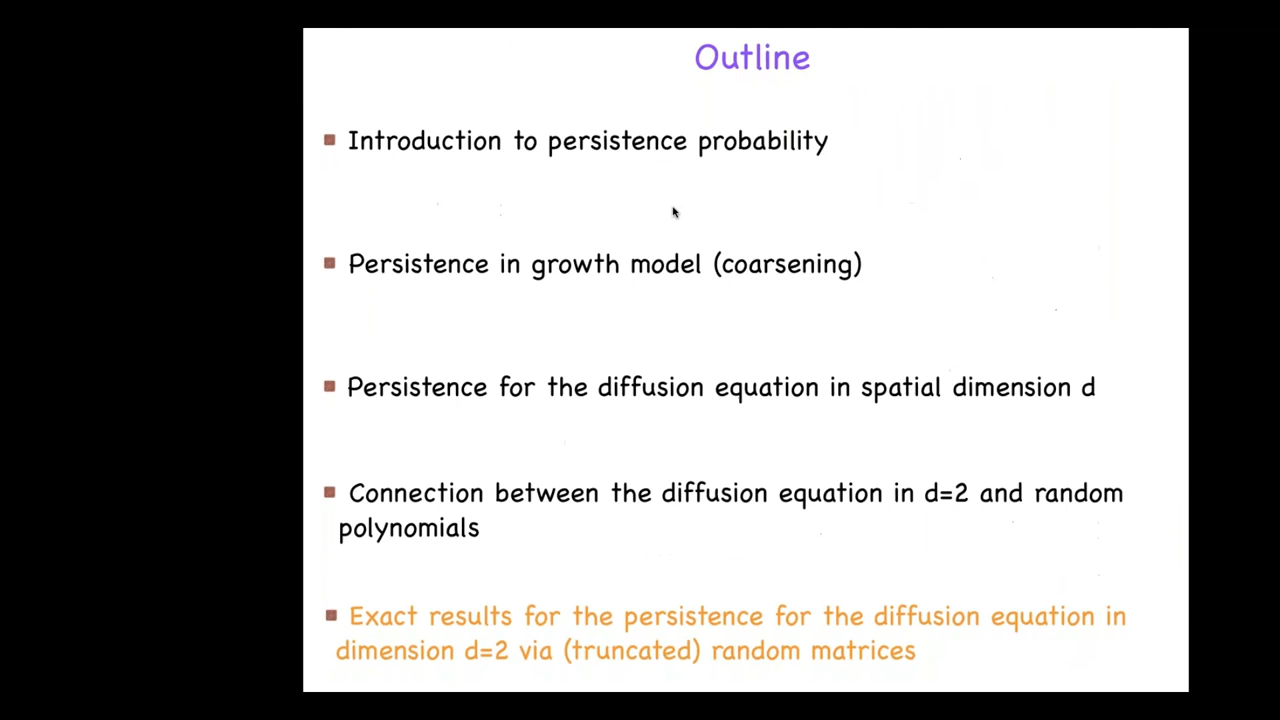 Outline
Introduction to persistence probability
Persistence in growth model (coarsening)
Persistence for the diffusion equation in spatial dimension d
Connection between the diffusion equation in d=2 and random
polynomials
Exact results for the persistence for the diffusion equation in
dimension d=2 via (truncated) random matrices